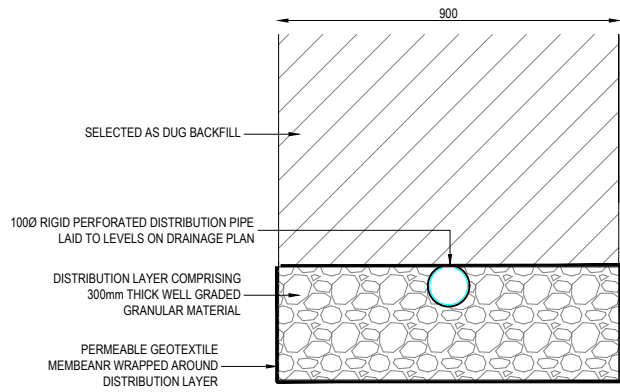 900
SELECTED AS DUG BACKFILL
100Ø RIGID PERFORATED DISTRIBUTION PIPE
LAID TO LEVELS ON DRAINAGE PLAN
DISTRIBUTION LAYER COMPRISING
300mm THICK WELL GRADED
GRANULAR MATERIAL
PERMEABLE GEOTEXTILE
MEMBEANR WRAPPED AROUND
DISTRIBUTION LAYER